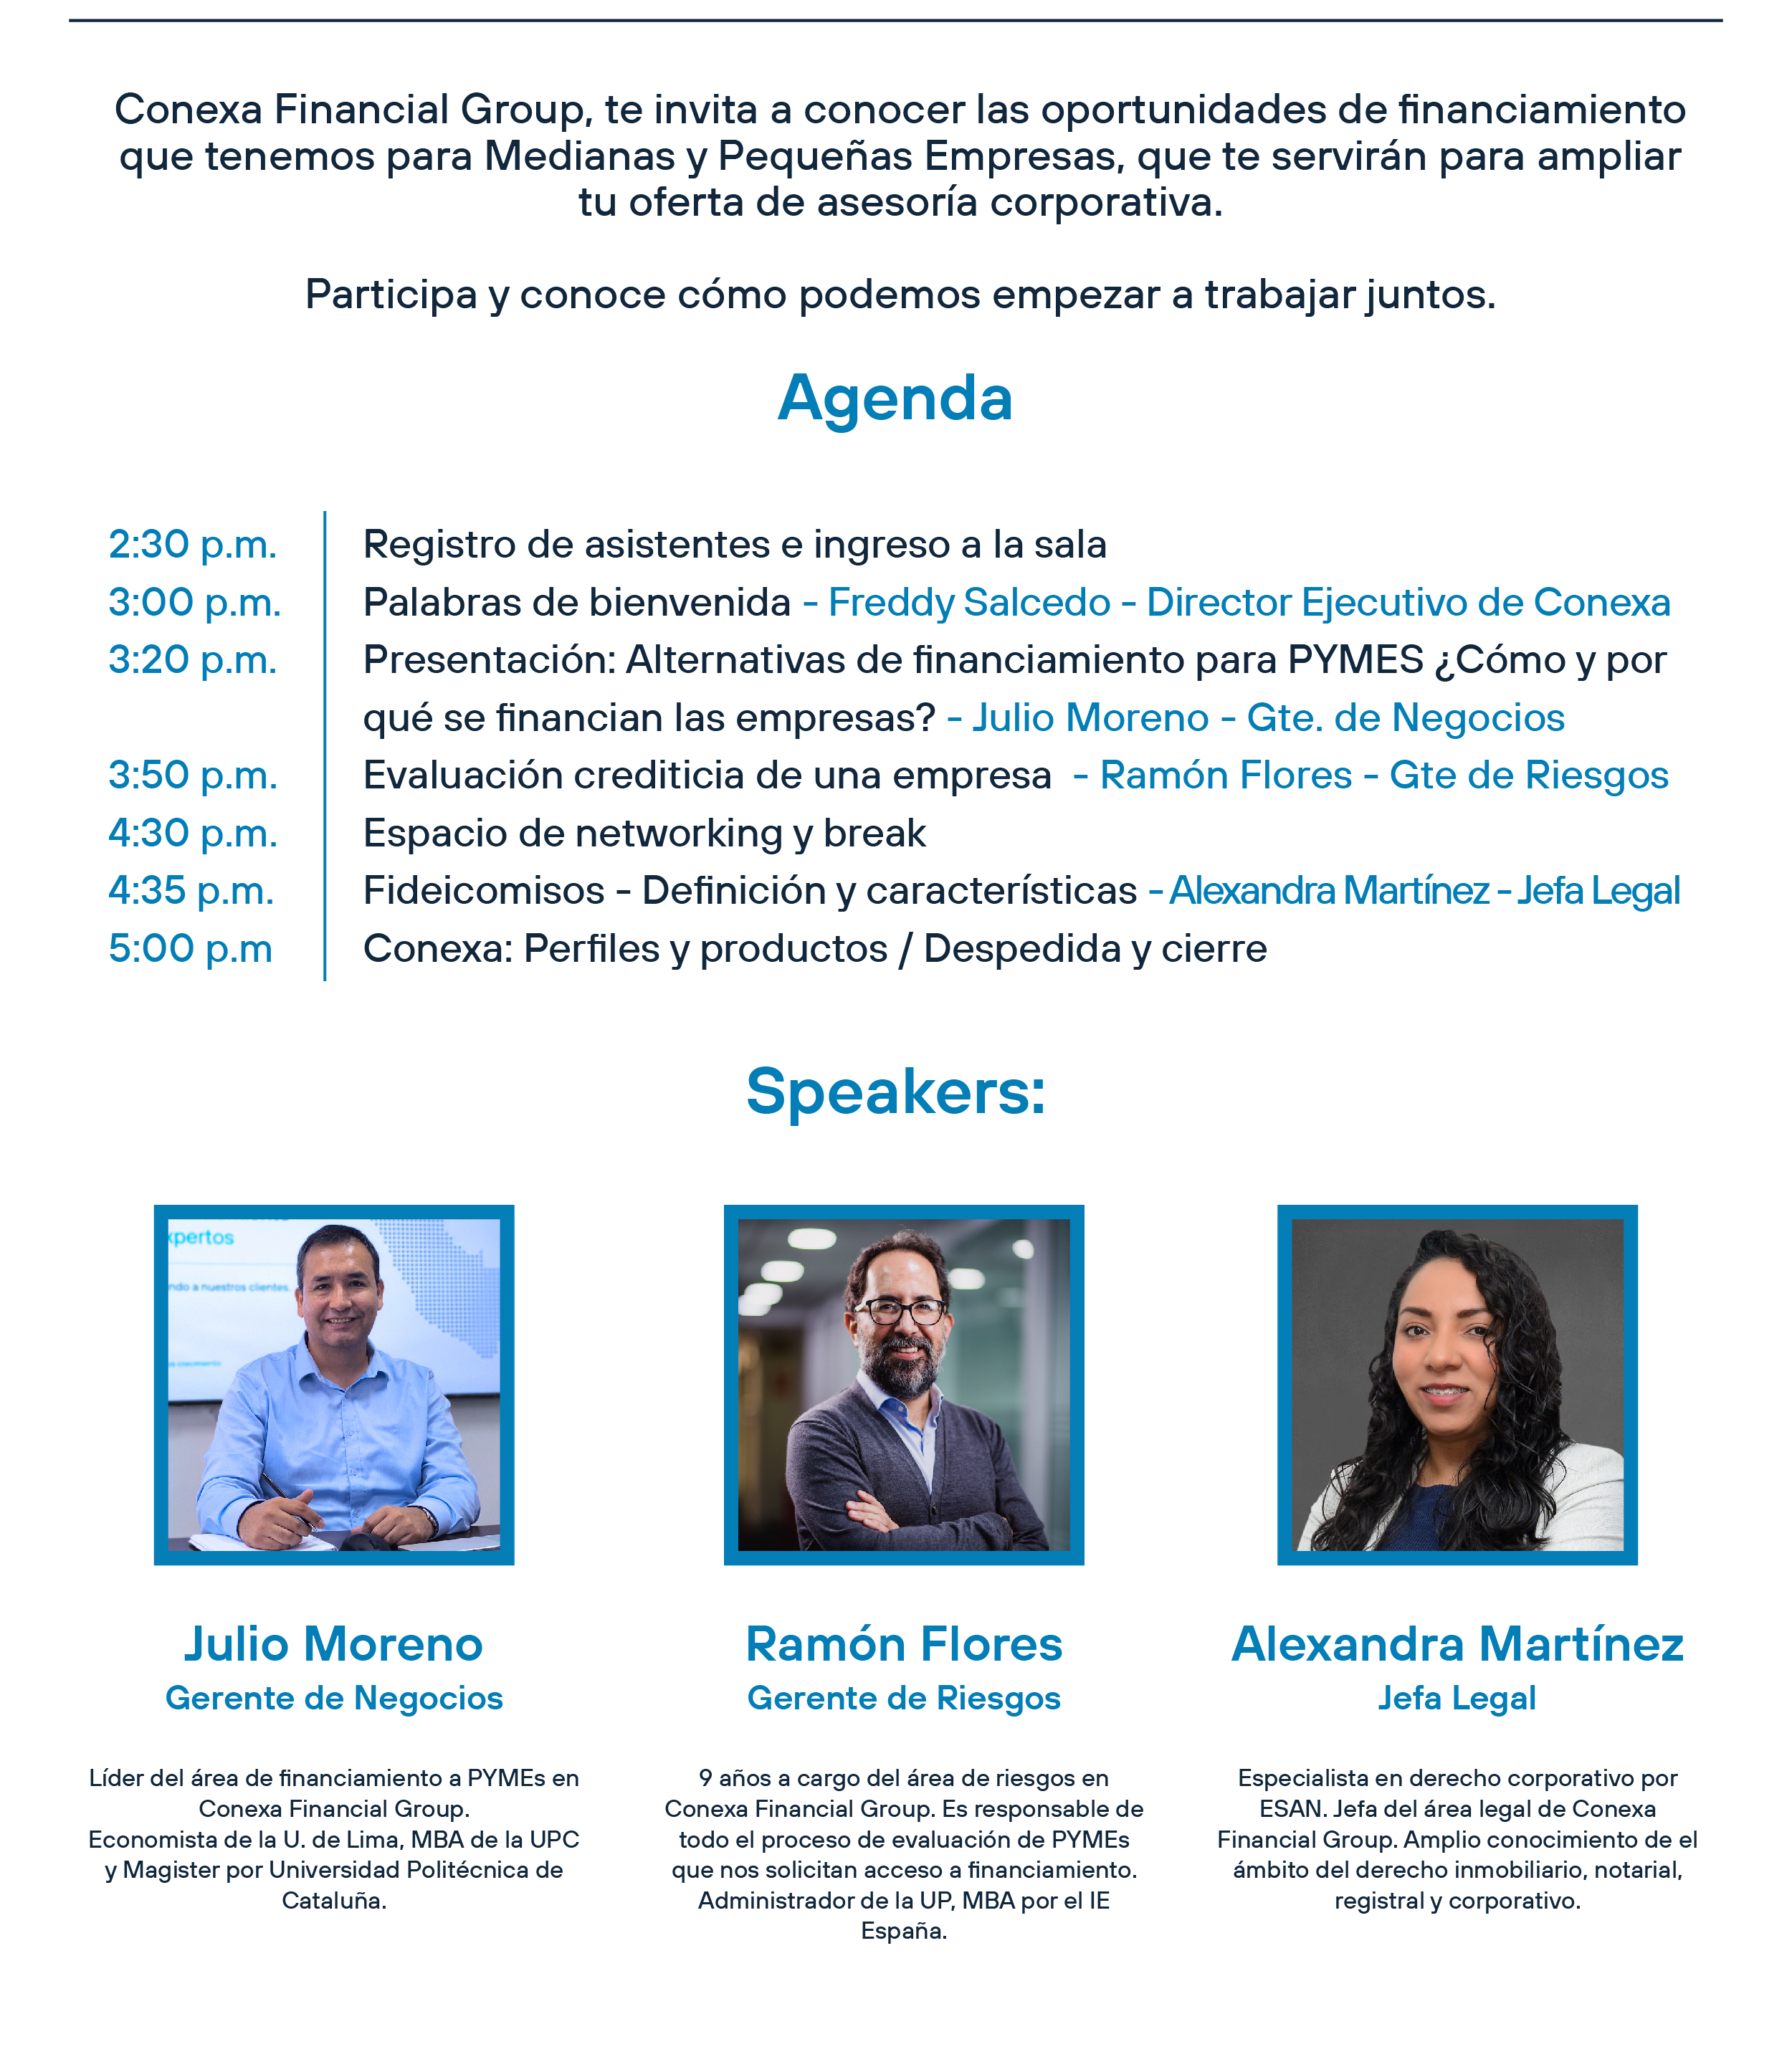 Conexa Financial Group, te invita a conocer las oportunidades de financiamiento
que tenemos para Medianas y Pequeñas Empresas, que te servirán para ampliar
tu oferta de asesoría corporativa.
Participa y conoce cómo podemos empezar a trabajar juntos.
Agenda
2:30 p.m. Registro de asistentes e ingreso a la sala
3:00 p.m. Palabras de bienvenida - Freddy Salcedo - Director Ejecutivo de Conexa
3:20 p.m. Presentación: Alternativas de financiamiento para PYMES ¿Cómo y por
qué se financian las empresas? - Julio Moreno - Gte. de Negocios
3:50 p.m. Evaluación crediticia de una empresa - Ramón Flores - Gte de Riesgos
4:30 p.m. Espacio de networking y break
4:35 p.m. Fideicomisos - Definición y características - Alexandra Martínez - Jefa Legal
5:00 p.m Conexa: Perfiles y productos / Despedida y cierre
Speakers:
xpertos
ndo a nuestros clientes
Julio Moreno
Gerente de Negocios
Líder del área de financiamiento a PYMEs en
Conexa Financial Group.
Economista de la U. de Lima, MBA de la UPC
y Magister por Universidad Politécnica de
Cataluña.
Ramón Flores
Gerente de Riesgos
9 años a cargo del área de riesgos en
Conexa Financial Group. Es responsable de
todo el proceso de evaluación de PYMEs
que nos solicitan acceso a financiamiento.
Administrador de la UP, MBA por el IE
España.
Alexandra Martínez
Jefa Legal
Especialista en derecho corporativo por
ESAN. Jefa del área legal de Conexa
Financial Group. Amplio conocimiento de el
ámbito del derecho inmobiliario, notarial,
registral y corporativo.